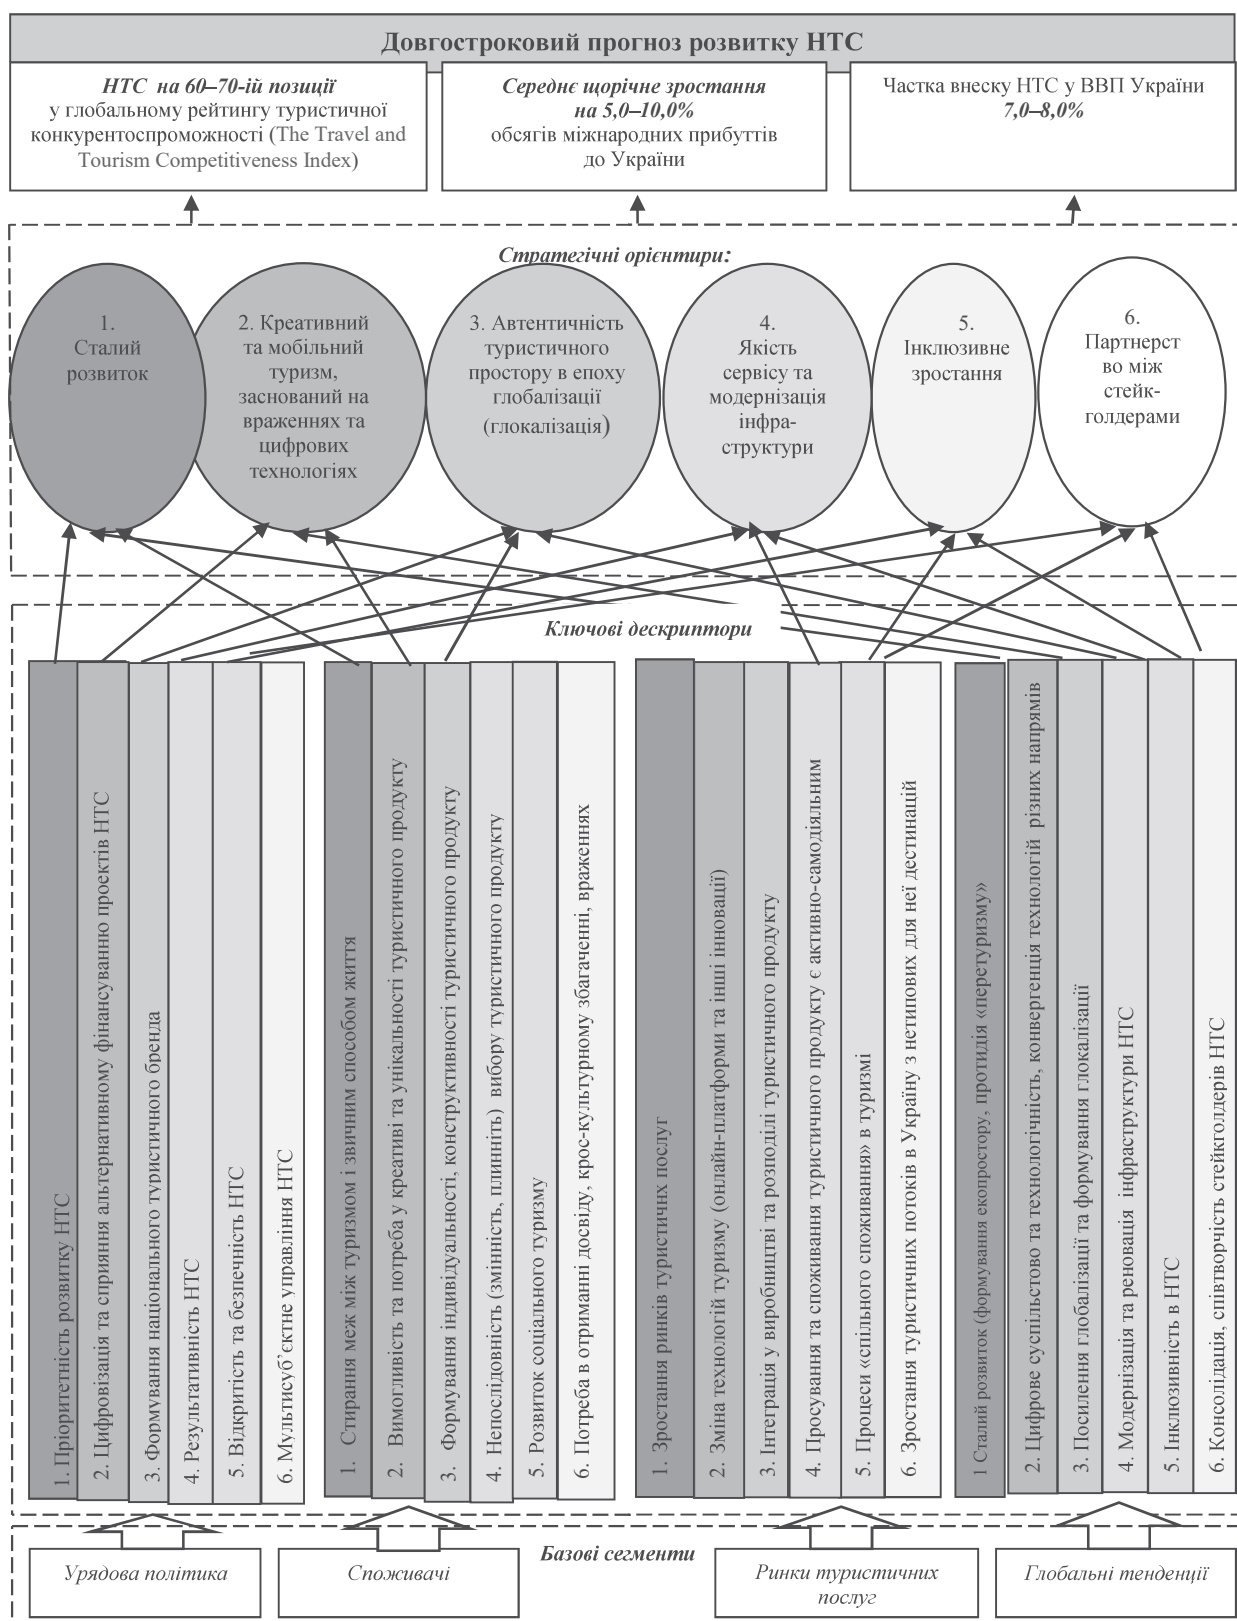 Довгостроковий прогноз розвитку НТС
НТС на 60–70-ій позиції
у глобальному рейтингу туристичної
конкурентоспроможності (The Travel and
Tourism Competitiveness Index)
Середнє щорічне зростання
на 5,0–10,0%
обсягів міжнародних прибуттів
до України
Частка внеску НТС у ВВП України
7,0–8,0%
Стратегічні орієнтири:
1.
Сталий
розвиток
2. Креативний
та мобільний
туризм,
заснований на
враженнях та
цифрових
технологіях
3. Автентичність
туристичного
простору в епоху
глобалізації
(глокалізація)
4.
Якість
сервісу та
модернізація
інфра-
структури
5.
Інклюзивне
зростання
6.
Партнерст
во між
стейк-
голдерами
Ключові дескриптори
1. Пріоритетність розвитку НТС
2. Цифровізація та сприяння альтернативному фінансуванню проектів НТС
3. Формування національного туристичного бренда
4. Результативність НТС
5. Відкритість та безпечність НТС
6. Мультисуб’єктне управління НТС
1. Стирання меж між туризмом і звичним способом життя
2. Вимогливість та потреба у креативі та унікальності туристичного продукту
3. Формування індивідуальності, конструктивності туристичного продукту
4. Непослідовність (змінність, плинніть) вибору туристичного продукту
5. Розвиток соціального туризму
6. Потреба в отриманні досвіду, крос-культурному збагаченні, враженнях
1. Зростання ринків туристичних послуг
2. Зміна технологій туризму (онлайн-платформи та інші інновації)
3. Інтеграція у виробництві та розподілі туристичного продукту
4. Просування та споживання туристичного продукту є активно-самодіяльним
5. Процеси «спільного споживання» в туризмі
6. Зростання туристичних потоків в Україну з нетипових для неї дестинацій
1 Сталий розвиток (формування екопростору, протидія «перетуризму»
2. Цифрове суспільство та технологічність, конвергенція технологій різних напрямів
3. Посилення глобалізації та формування глокалізації
4. Модернізація та реновація інфраструктури НТС
5. Інклюзивність в НТС
6. Консолідація, співтворчість стейкголдерів НТС
Базові сегменти
Урядова політика
Споживачі
Ринки туристичних
послуг
Глобальні тенденції